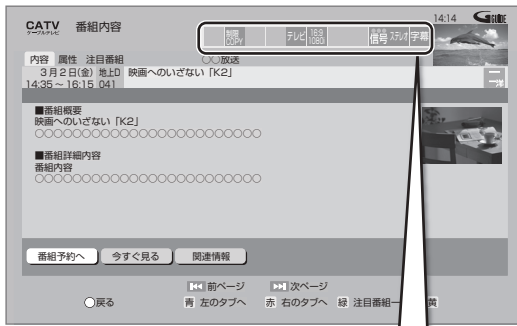 CATV 番組内容 制限 COPY テレビ 16:9 1080i 信号 ステレオ 字幕 14:14 G GUIDE
ケーブルテレビ
内容 属性 注目番組 ○○放送
3月2日(金) 地上D 映画へのいざない「K2」
14:35～16:15 041
■番組概要
映画へのいざない「K2」
○○○○○○○○○○○○○○○○○○○○○○○○
■番組詳細内容
番組内容
○○○○○○○○○○○○○○○○○○○○○○○○
番組予約へ 今すぐ見る 関連情報
前ページ 次ページ
○戻る 青 左のタブへ 赤 右のタブへ 緑 注目番組一 黄